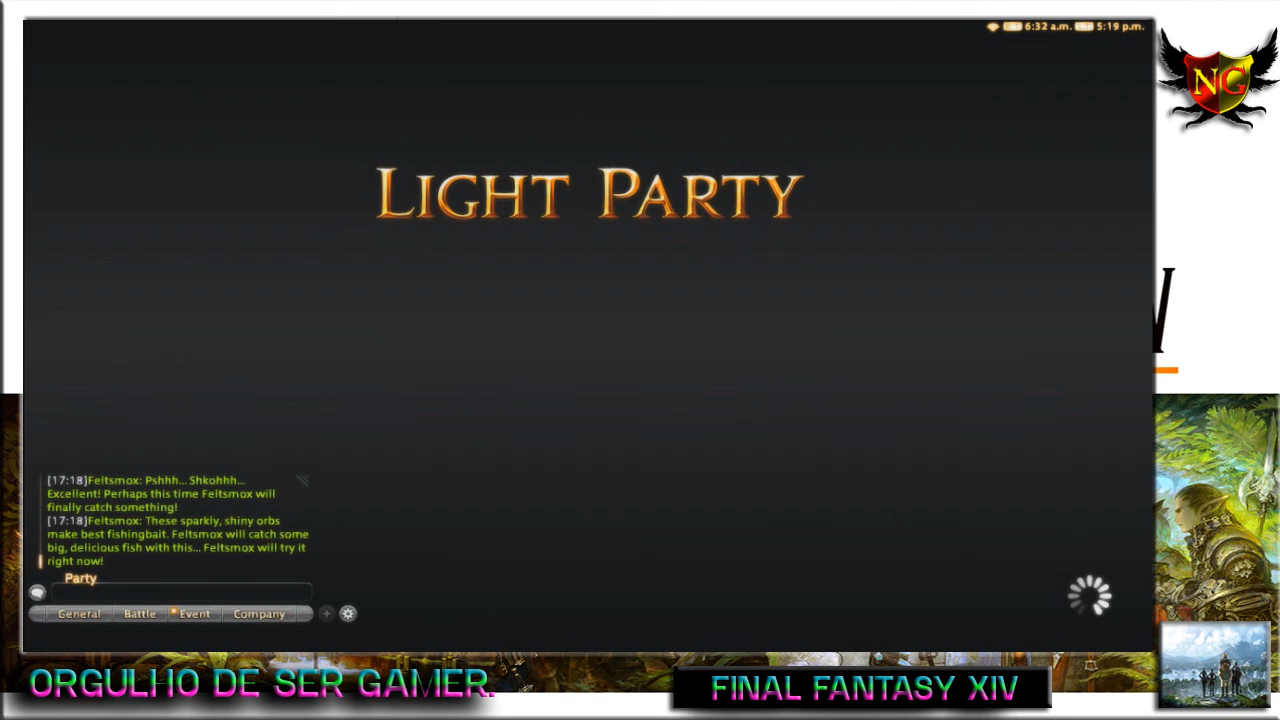 6:32 a.m. 5:19 p.m.
NG
LIGHT PARTY
[17:18]Feltsmox: Pshhh... Shkohhh...
Excellent! Perhaps this time Feltsmox will
finally catch something!
[17:18]Feltsmox: These sparkly, shiny orbs
make best fishingbait. Feltsmox will catch some
big, delicious fish with this... Feltsmox will try it
right now!
Party
General Battle Event Company
ORGULHO DE SER GAMER.
FINAL FANTASY XIV